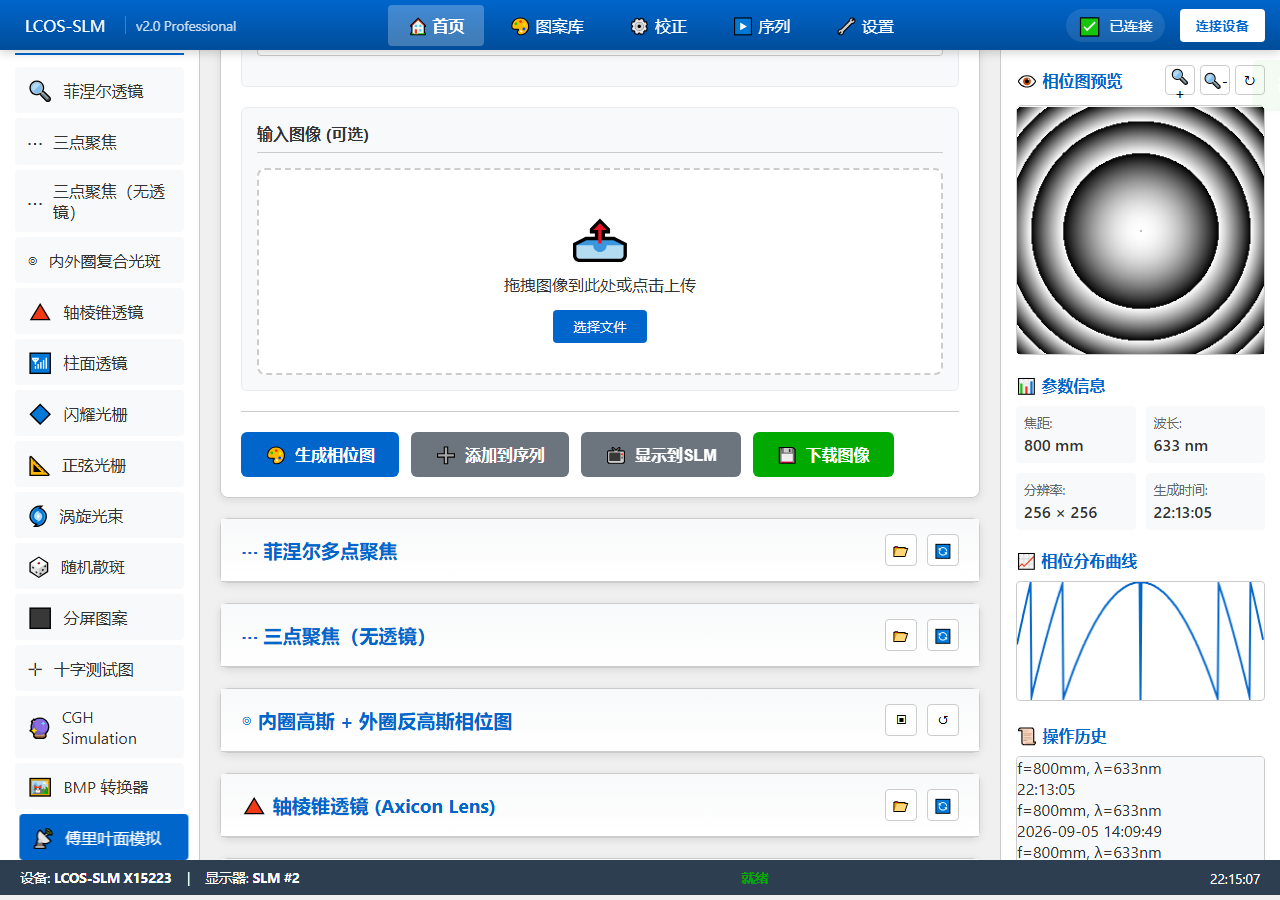 LCOS-SLM
v2.0 Professional
首页
图案库
校正
序列
设置
已连接
连接设备
菲涅尔透镜
三点聚焦
三点聚焦（无透
镜）
内外圈复合光斑
轴棱锥透镜
柱面透镜
闪耀光栅
正弦光栅
涡旋光束
随机散斑
分屏图案
十字测试图
CGH
Simulation
BMP 转换器
傅里叶面模拟
输入图像 (可选)
拖拽图像到此处或点击上传
选择文件
生成相位图
添加到序列
显示到SLM
下载图像
菲涅尔多点聚焦
三点聚焦（无透镜）
内圈高斯 + 外圈反高斯相位图
轴棱锥透镜 (Axicon Lens)
相位图预览
+
-
参数信息
焦距:
800 mm
波长:
633 nm
分辨率:
256 × 256
生成时间:
22:13:05
相位分布曲线
操作历史
f=800mm, λ=633nm
22:13:05
f=800mm, λ=633nm
2026-09-05 14:09:49
f=800mm, λ=633nm
设备: LCOS-SLM X15223 | 显示器: SLM #2
就绪
22:15:07